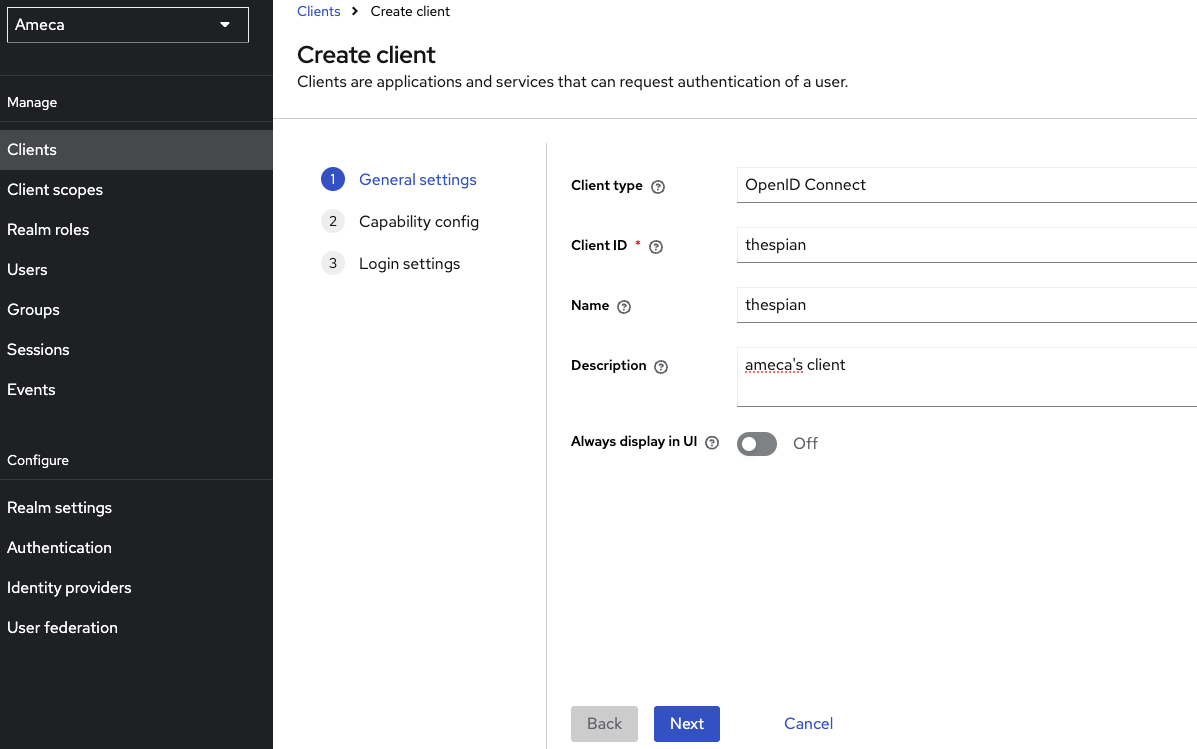 Ameca
Manage
Clients
Client scopes
Realm roles
Users
Groups
Sessions
Events
Configure
Realm settings
Authentication
Identity providers
User federation
Clients > Create client
Create client
Clients are applications and services that can request authentication of a user.
1 General settings
2 Capability config
3 Login settings
Client type ? OpenID Connect
Client ID * ? thespian
Name ? thespian
Description ? ameca's client
Always display in UI ? Off
Back Next Cancel